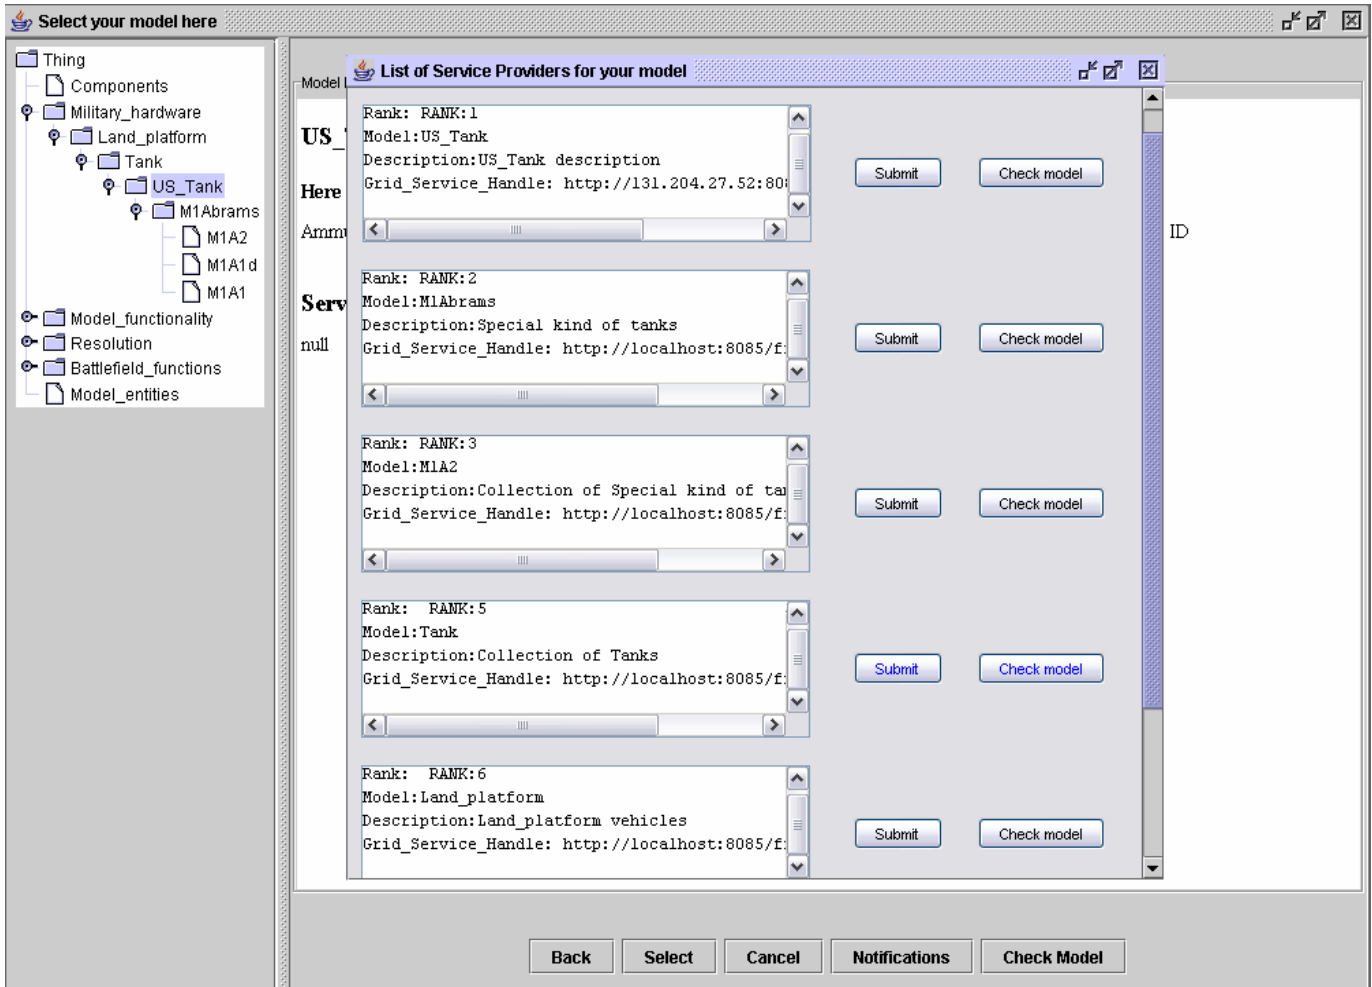 Select your model here
Thing
Components
Military_hardware
Land_platform
Tank
US_Tank
M1Abrams
M1A2
M1A1d
M1A1
Model_functionality
Resolution
Battlefield_functions
Model_entities
Model
US_
Here
ID
Serv
null
List of Service Providers for your model
Rank: RANK:1
Model:US_Tank
Description:US_Tank description
Grid_Service_Handle: http://131.204.27.52:80
Submit
Check model
Rank: RANK:2
Model:M1Abrams
Description:Special kind of tanks
Grid_Service_Handle: http://localhost:8085/f
Submit
Check model
Rank: RANK:3
Model:M1A2
Description:Collection of Special kind of ta
Grid_Service_Handle: http://localhost:8085/f
Submit
Check model
Rank:  RANK:5
Model:Tank
Description:Collection of Tanks
Grid_Service_Handle: http://localhost:8085/f
Submit
Check model
Rank:  RANK:6
Model:Land_platform
Description:Land_platform vehicles
Grid_Service_Handle: http://localhost:8085/f
Submit
Check model
Back
Select
Cancel
Notifications
Check Model